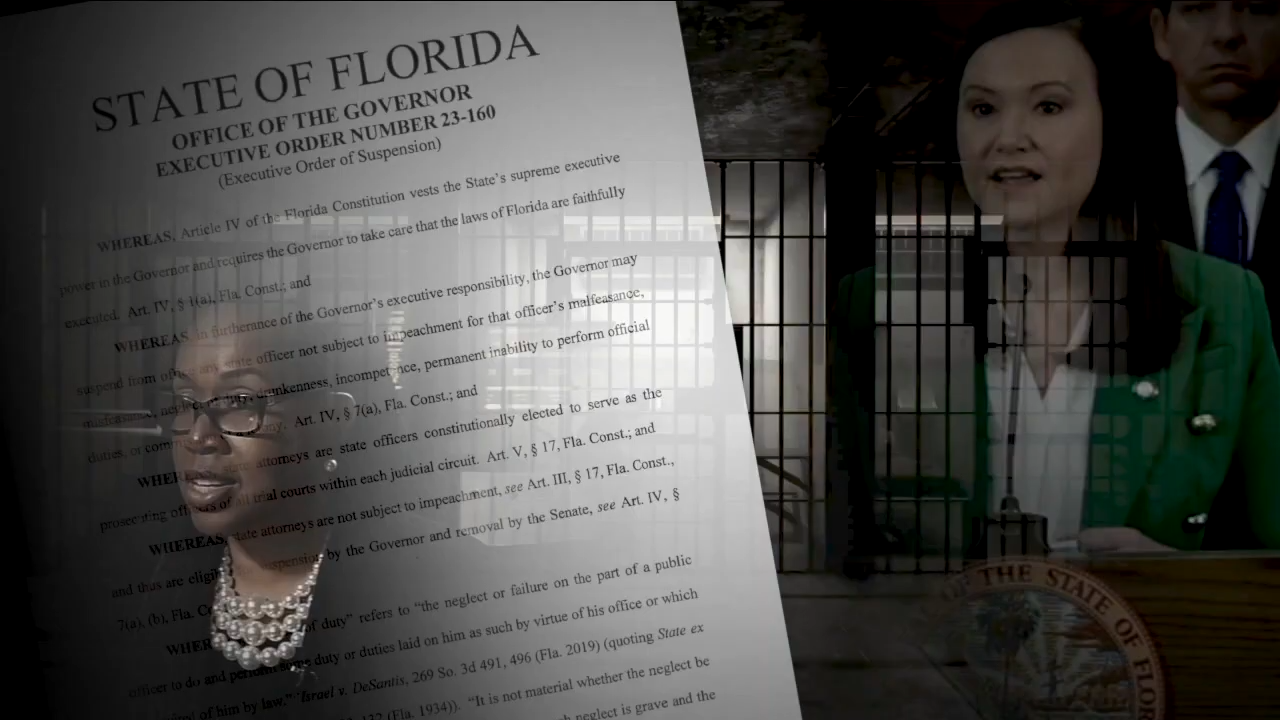 STATE OF FLORIDA
OFFICE OF THE GOVERNOR
EXECUTIVE ORDER NUMBER 23-160
(Executive Order of Suspension)
WHEREAS, Article IV of the Florida Constitution vests the State's supreme executive
power in the Governor and requires the Governor to take care that the laws of Florida are faithfully
executed. Art. IV, § 1(a), Fla. Const.; and
WHEREAS, in furtherance of the Governor's executive responsibility, the Governor may
suspend from office any state officer not subject to impeachment for that officer's malfeasance,
misfeasance, neglect of duty, drunkenness, incompetence, permanent inability to perform official
duties, or Art. IV, § 7(a), Fla. Const.; and
state attorneys are state officers constitutionally elected to serve as the
prosecuting officers of all trial courts within each judicial circuit. Art. V, § 17, Fla. Const.; and
WHEREAS, state attorneys are not subject to impeachment, see Art. III, § 17, Fla. Const.,
and thus are suspension by the Governor and removal by the Senate, see Art. IV, §
7(a), (b), Fla.
of duty" refers to "the neglect or failure on the part of a public
officer to do and perform some duty or duties laid on him as such by virtue of his office or which
of him by law." Israel v. DeSantis, 269 So. 3d 491, 496 (Fla. 2019) (quoting State ex
(Fla. 1934)). "It is not material whether the neglect be
neglect is grave and the
OF THE STATE OF FLOR